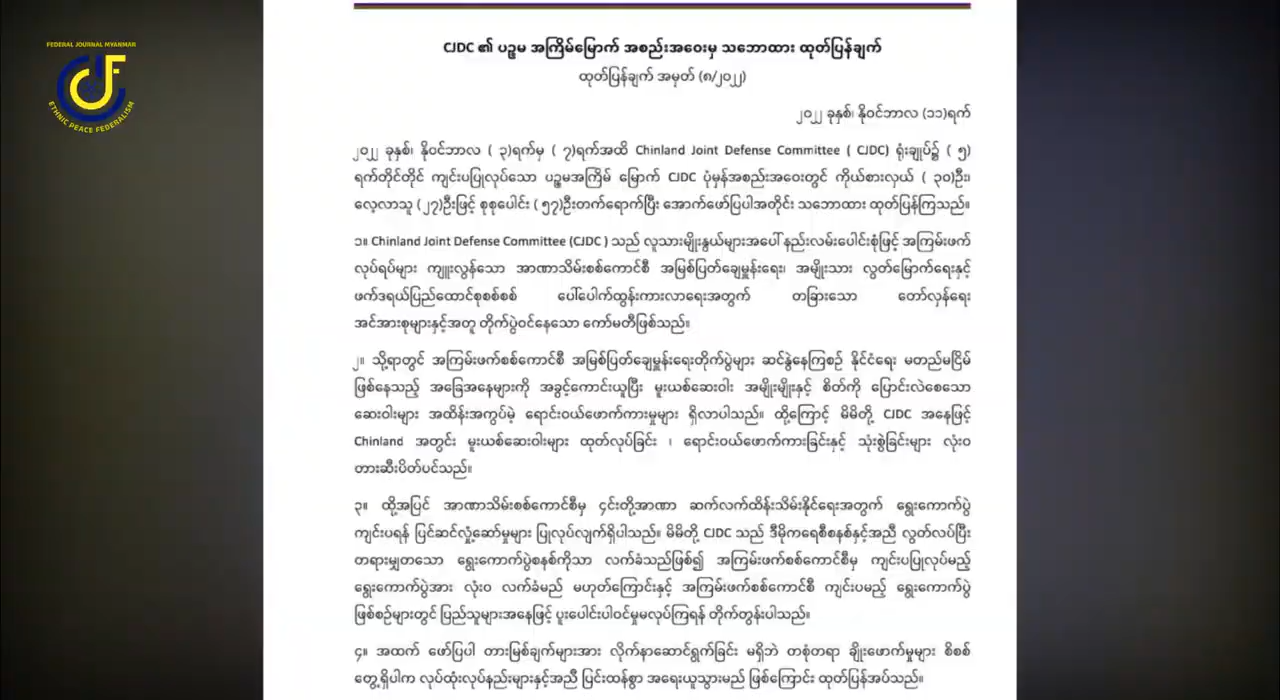 FEDERAL JOURNAL MYANMAR
ETHNIC PEACE FEDERALISM
CJDC ၏ ပဥ္စမ အကြိမ်မြောက် အစည်းအဝေးမှ သဘောထား ထုတ်ပြန်ချက်
ထုတ်ပြန်ချက် အမှတ် (၈/၂၀၂၂)
၂၀၂၂ ခုနှစ်၊ နိုဝင်ဘာလ (၁၁)ရက်
၂၀၂၂ ခုနှစ်၊ နိုဝင်ဘာလ ( ၃)ရက်မှ ( ၇)ရက်အထိ Chinland Joint Defense Committee ( CJDC) ရုံးချုပ်၌ ( ၅)
ရက်တိုင်တိုင် ကျင်းပပြုလုပ်သော ပဥ္စမအကြိမ် မြောက် CJDC ပုံမှန်အစည်းအဝေးတွင် ကိုယ်စားလှယ် ( ၃၀)ဦး၊
လေ့လာသူ (၂၇)ဦးဖြင့် စုစုပေါင်း ( ၅၇)ဦးတက်ရောက်ပြီး အောက်ဖော်ပြပါအတိုင်း သဘောထား ထုတ်ပြန်ကြသည်။
၁။ Chinland Joint Defense Committee (CJDC ) သည် လူသားမျိုးနွယ်များအပေါ် နည်းလမ်းပေါင်းစုံဖြင့် အကြမ်းဖက်
လုပ်ရပ်များ ကျူးလွန်သော အာဏာသိမ်းစစ်ကောင်စီ အမြစ်ပြတ်ချေမှုန်းရေး၊ အမျိုးသား လွတ်မြောက်ရေးနှင့်
ဖက်ဒရယ်ပြည်ထောင်စုစစ်စစ် ပေါ်ပေါက်ထွန်းကားလာရေးအတွက် တခြားသော တော်လှန်ရေး
အင်အားစုများနှင့်အတူ တိုက်ပွဲဝင်နေသော ကော်မတီဖြစ်သည်။
၂။ သို့ရာတွင် အကြမ်းဖက်စစ်ကောင်စီ အမြစ်ပြတ်ချေမှုန်းရေးတိုက်ပွဲများ ဆင်နွှဲနေကြစဉ် နိုင်ငံရေး မတည်မငြိမ်
ဖြစ်နေသည့် အခြေအနေများကို အခွင့်ကောင်းယူပြီး မူးယစ်ဆေးဝါး အမျိုးမျိုးနှင့် စိတ်ကို ပြောင်းလဲစေသော
ဆေးဝါးများ အထိန်းအကွပ်မဲ့ ရောင်းဝယ်ဖောက်ကားမှုများ ရှိလာပါသည်။ ထို့ကြောင့် မိမိတို့ CJDC အနေဖြင့်
Chinland အတွင်း မူးယစ်ဆေးဝါးများ ထုတ်လုပ်ခြင်း ၊ ရောင်းဝယ်ဖောက်ကားခြင်းနှင့် သုံးစွဲခြင်းများ လုံးဝ
တားဆီးပိတ်ပင်သည်။
၃။ ထို့အပြင် အာဏာသိမ်းစစ်ကောင်စီမှ ၄င်းတို့အာဏာ ဆက်လက်ထိန်းသိမ်းနိုင်ရေးအတွက် ရွေးကောက်ပွဲ
ကျင်းပရန် ပြင်ဆင်လှုံ့ဆော်မှုများ ပြုလုပ်လျက်ရှိပါသည်။ မိမိတို့ CJDC သည် ဒီမိုကရေစီစနစ်နှင့်အညီ လွတ်လပ်ပြီး
တရားမျှတသော ရွေးကောက်ပွဲစနစ်ကိုသာ လက်ခံသည်ဖြစ်၍ အကြမ်းဖက်စစ်ကောင်စီမှ ကျင်းပပြုလုပ်မည့်
ရွေးကောက်ပွဲအား လုံးဝ လက်ခံမည် မဟုတ်ကြောင်းနှင့် အကြမ်းဖက်စစ်ကောင်စီ ကျင်းပမည့် ရွေးကောက်ပွဲ
ဖြစ်စဉ်များတွင် ပြည်သူများအနေဖြင့် ပူးပေါင်းပါဝင်မှုမလုပ်ကြရန် တိုက်တွန်းပါသည်။
၄။ အထက် ဖော်ပြပါ တားမြစ်ချက်များအား လိုက်နာဆောင်ရွက်ခြင်း မရှိဘဲ တစုံတရာ ချိုးဖောက်မှုများ စိစစ်
တွေ့ရှိပါက လုပ်ထုံးလုပ်နည်းများနှင့်အညီ ပြင်းထန်စွာ အရေးယူသွားမည် ဖြစ်ကြောင်း ထုတ်ပြန်အပ်သည်။